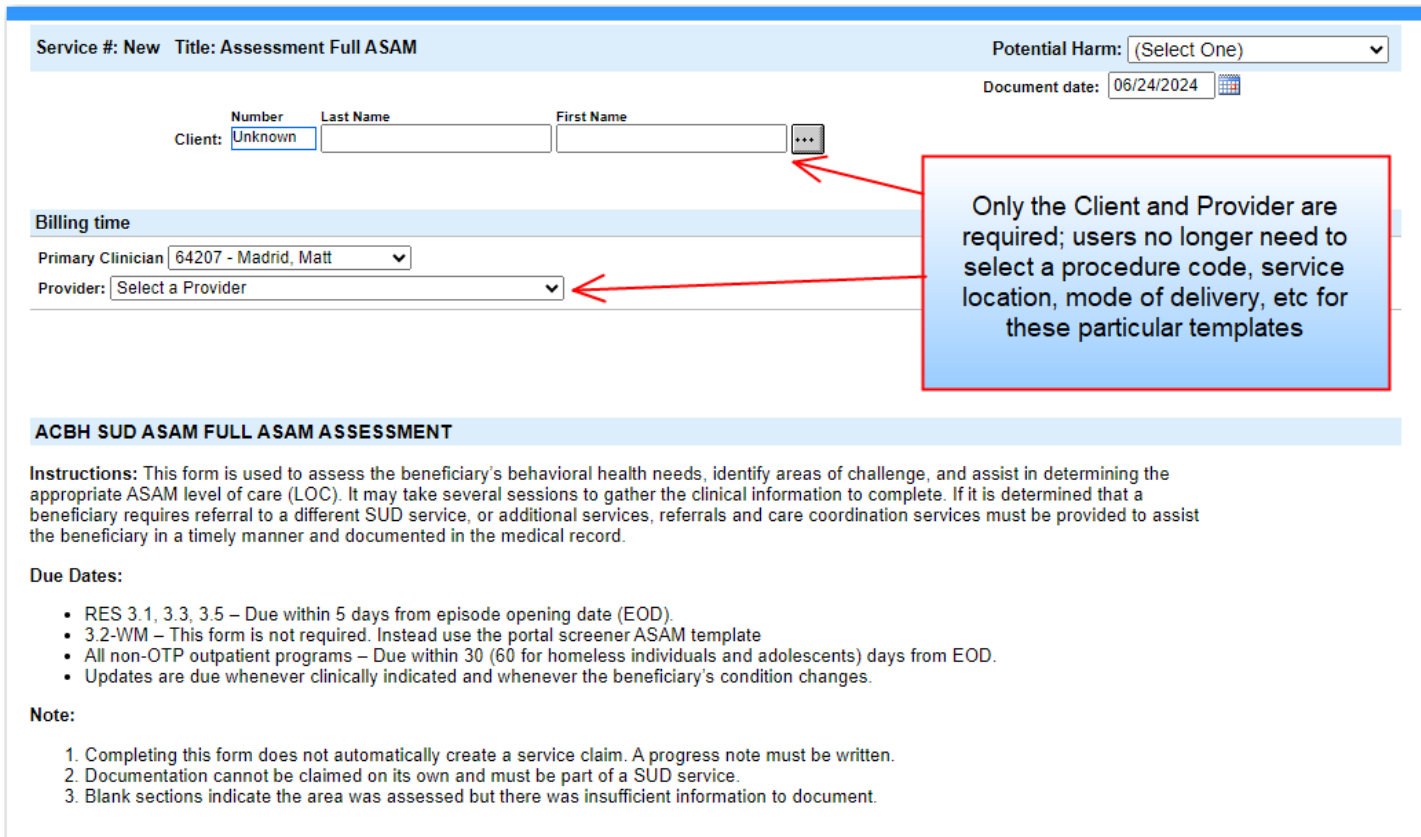 Service #: New Title: Assessment Full ASAM
Potential Harm: (Select One)
Document date: 06/24/2024
Number Last Name First Name
Client: Unknown
...
Only the Client and Provider are
required; users no longer need to
select a procedure code, service
location, mode of delivery, etc for
these particular templates
Billing time
Primary Clinician 64207 - Madrid, Matt
Provider: Select a Provider
ACBH SUD ASAM FULL ASAM ASSESSMENT
Instructions: This form is used to assess the beneficiary's behavioral health needs, identify areas of challenge, and assist in determining the
appropriate ASAM level of care (LOC). It may take several sessions to gather the clinical information to complete. If it is determined that a
beneficiary requires referral to a different SUD service, or additional services, referrals and care coordination services must be provided to assist
the beneficiary in a timely manner and documented in the medical record.
Due Dates:
• RES 3.1, 3.3, 3.5 – Due within 5 days from episode opening date (EOD).
• 3.2-WM – This form is not required. Instead use the portal screener ASAM template
• All non-OTP outpatient programs – Due within 30 (60 for homeless individuals and adolescents) days from EOD.
• Updates are due whenever clinically indicated and whenever the beneficiary's condition changes.
Note:
1. Completing this form does not automatically create a service claim. A progress note must be written.
2. Documentation cannot be claimed on its own and must be part of a SUD service.
3. Blank sections indicate the area was assessed but there was insufficient information to document.